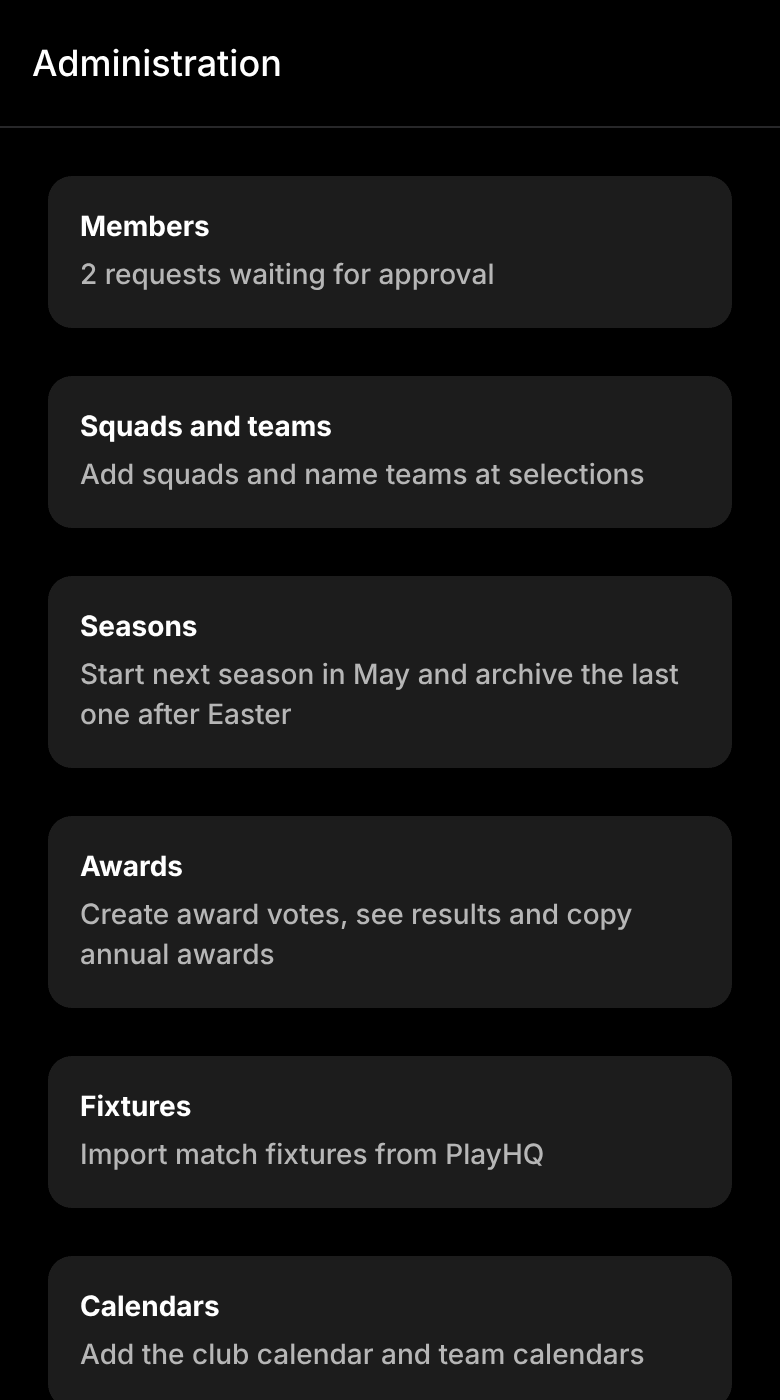 Administration
Members
2 requests waiting for approval
Squads and teams
Add squads and name teams at selections
Seasons
Start next season in May and archive the last
one after Easter
Awards
Create award votes, see results and copy
annual awards
Fixtures
Import match fixtures from PlayHQ
Calendars
Add the club calendar and team calendars